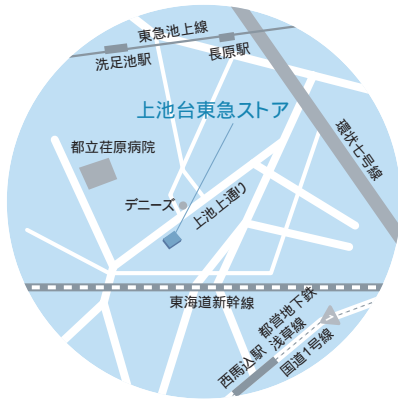 東急池上線
洗足池駅
長原駅
上池台東急ストア
環状七号線
都立荏原病院
デニーズ
上池上通り
東海道新幹線
都営地下鉄
浅草線
西馬込駅
国道1号線